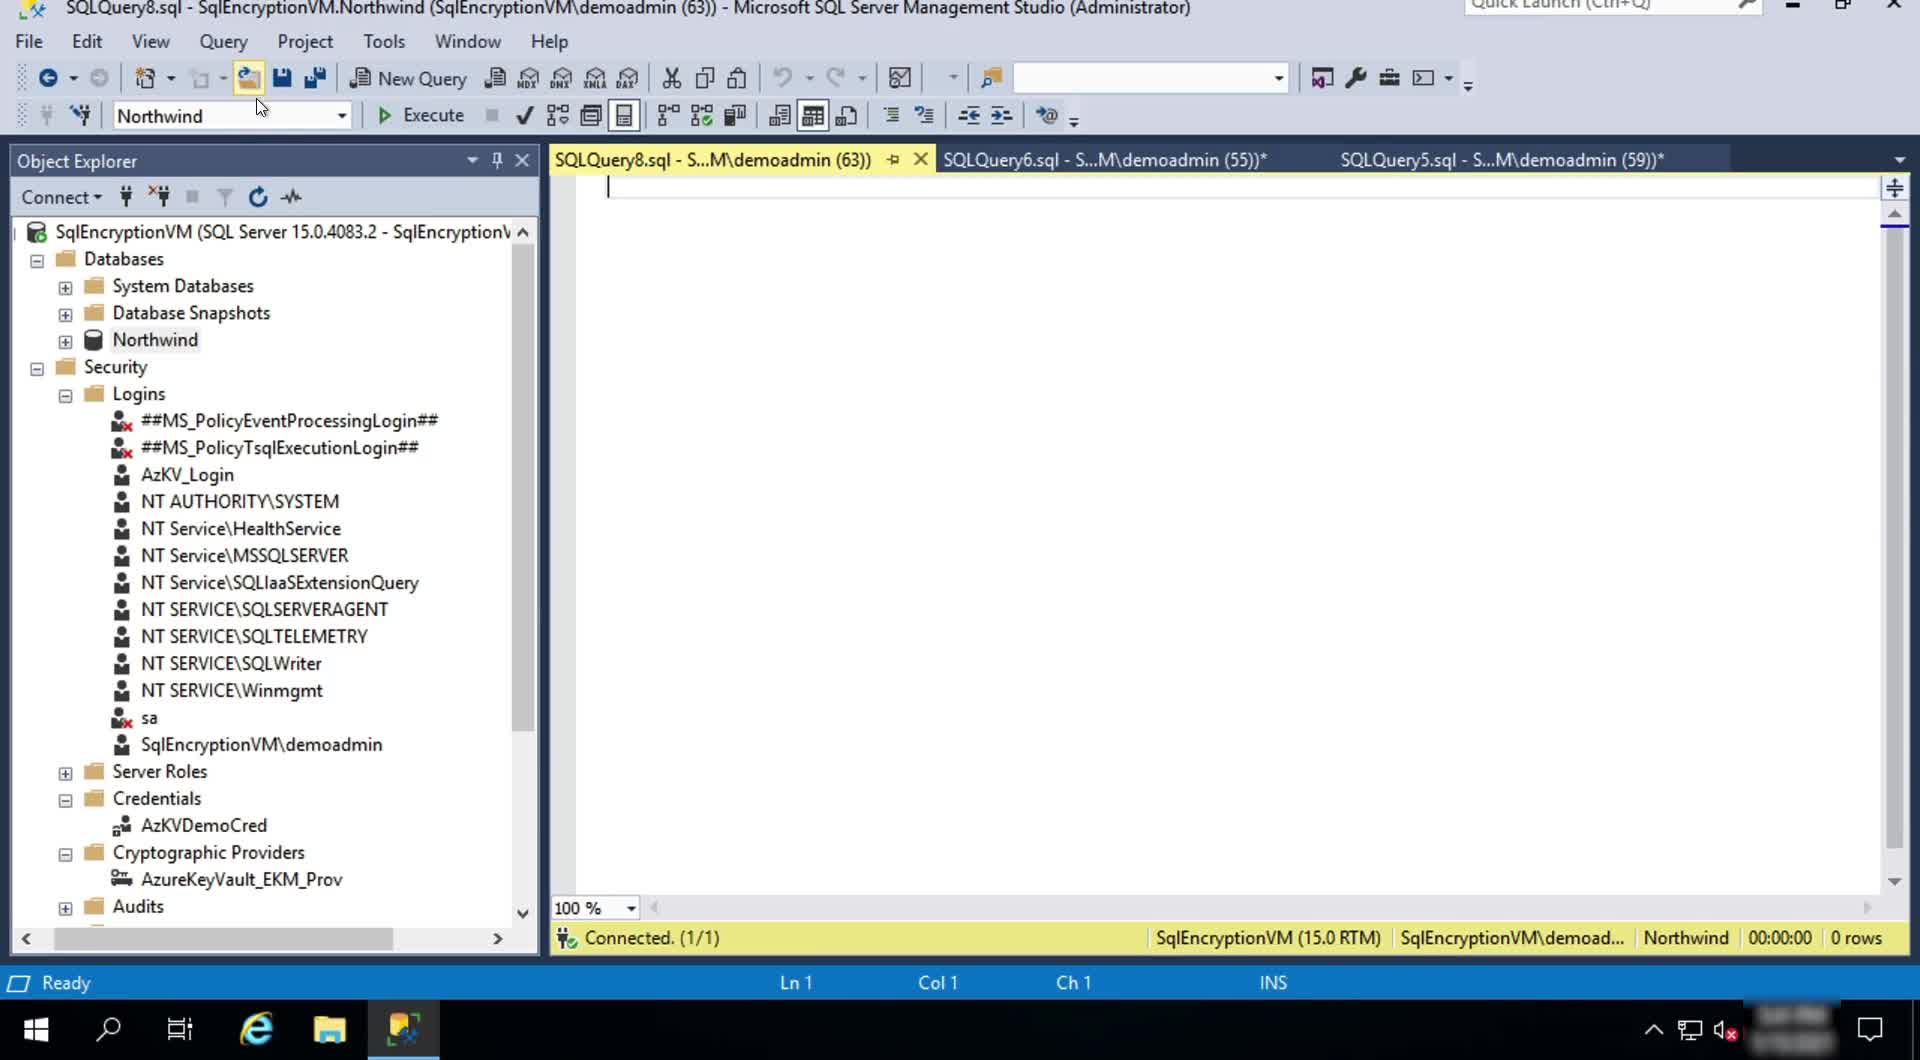 SQLQuery8.sql - SqlEncryptionVM.Northwind (SqlEncryptionVM\demoadmin (63)) - Microsoft SQL Server Management Studio (Administrator)
Quick Launch (Ctrl+Q)
File Edit View Query Project Tools Window Help
New Query MDX DMX XMLA DAX
Northwind Execute
Object Explorer
SQLQuery8.sql - S...M\demoadmin (63)) SQLQuery6.sql - S...M\demoadmin (55))* SQLQuery5.sql - S...M\demoadmin (59))*
Connect
SqlEncryptionVM (SQL Server 15.0.4083.2 - SqlEncryptionV
Databases
System Databases
Database Snapshots
Northwind
Security
Logins
##MS_PolicyEventProcessingLogin##
##MS_PolicyTsqlExecutionLogin##
AzKV_Login
NT AUTHORITY\SYSTEM
NT Service\HealthService
NT Service\MSSQLSERVER
NT Service\SQLIaaSExtensionQuery
NT SERVICE\SQLSERVERAGENT
NT SERVICE\SQLTELEMETRY
NT SERVICE\SQLWriter
NT SERVICE\Winmgmt
sa
SqlEncryptionVM\demoadmin
Server Roles
Credentials
AzKVDemoCred
Cryptographic Providers
AzureKeyVault_EKM_Prov
Audits
100 %
Connected. (1/1) SqlEncryptionVM (15.0 RTM) SqlEncryptionVM\demoad... Northwind 00:00:00 0 rows
Ready Ln 1 Col 1 Ch 1 INS